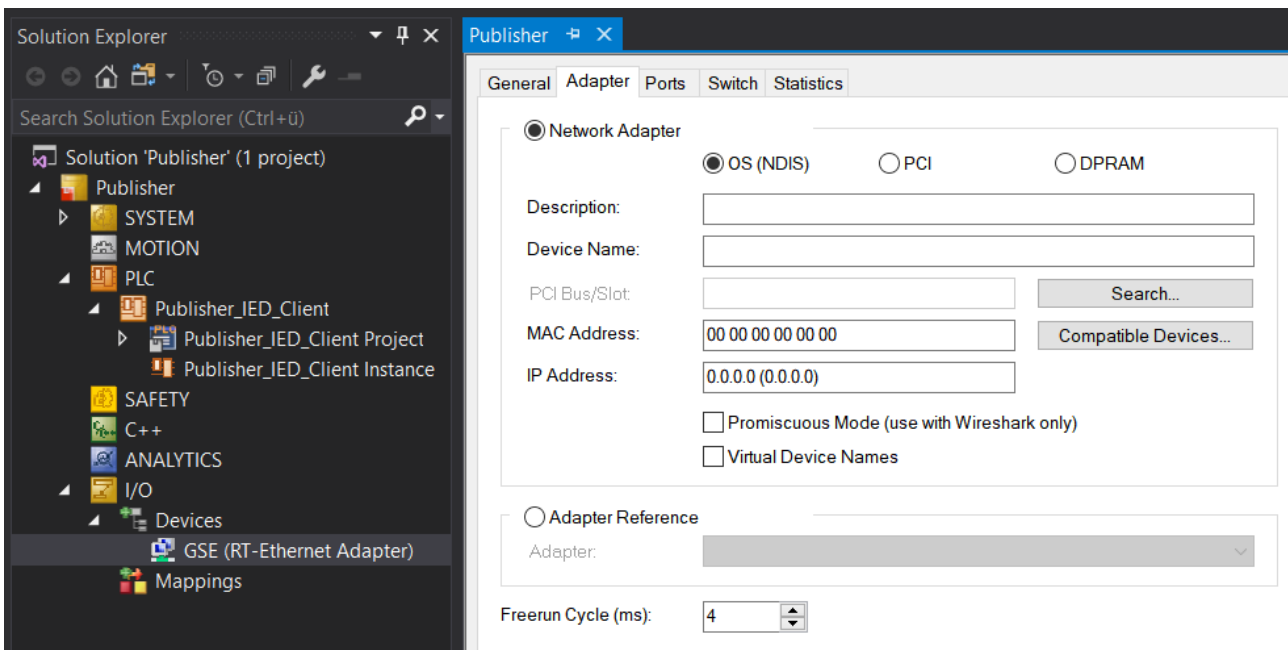 Solution Explorer
Search Solution Explorer (Ctrl+ü)
Solution 'Publisher' (1 project)
Publisher
SYSTEM
MOTION
PLC
Publisher_IED_Client
Publisher_IED_Client Project
Publisher_IED_Client Instance
SAFETY
C++
ANALYTICS
I/O
Devices
GSE (RT-Ethernet Adapter)
Mappings
Publisher
General Adapter Ports Switch Statistics
Network Adapter
OS (NDIS) PCI DPRAM
Description:
Device Name:
PCI Bus/Slot: Search...
MAC Address: 00 00 00 00 00 00 Compatible Devices...
IP Address: 0.0.0.0 (0.0.0.0)
Promiscuous Mode (use with Wireshark only)
Virtual Device Names
Adapter Reference
Adapter:
Freerun Cycle (ms): 4